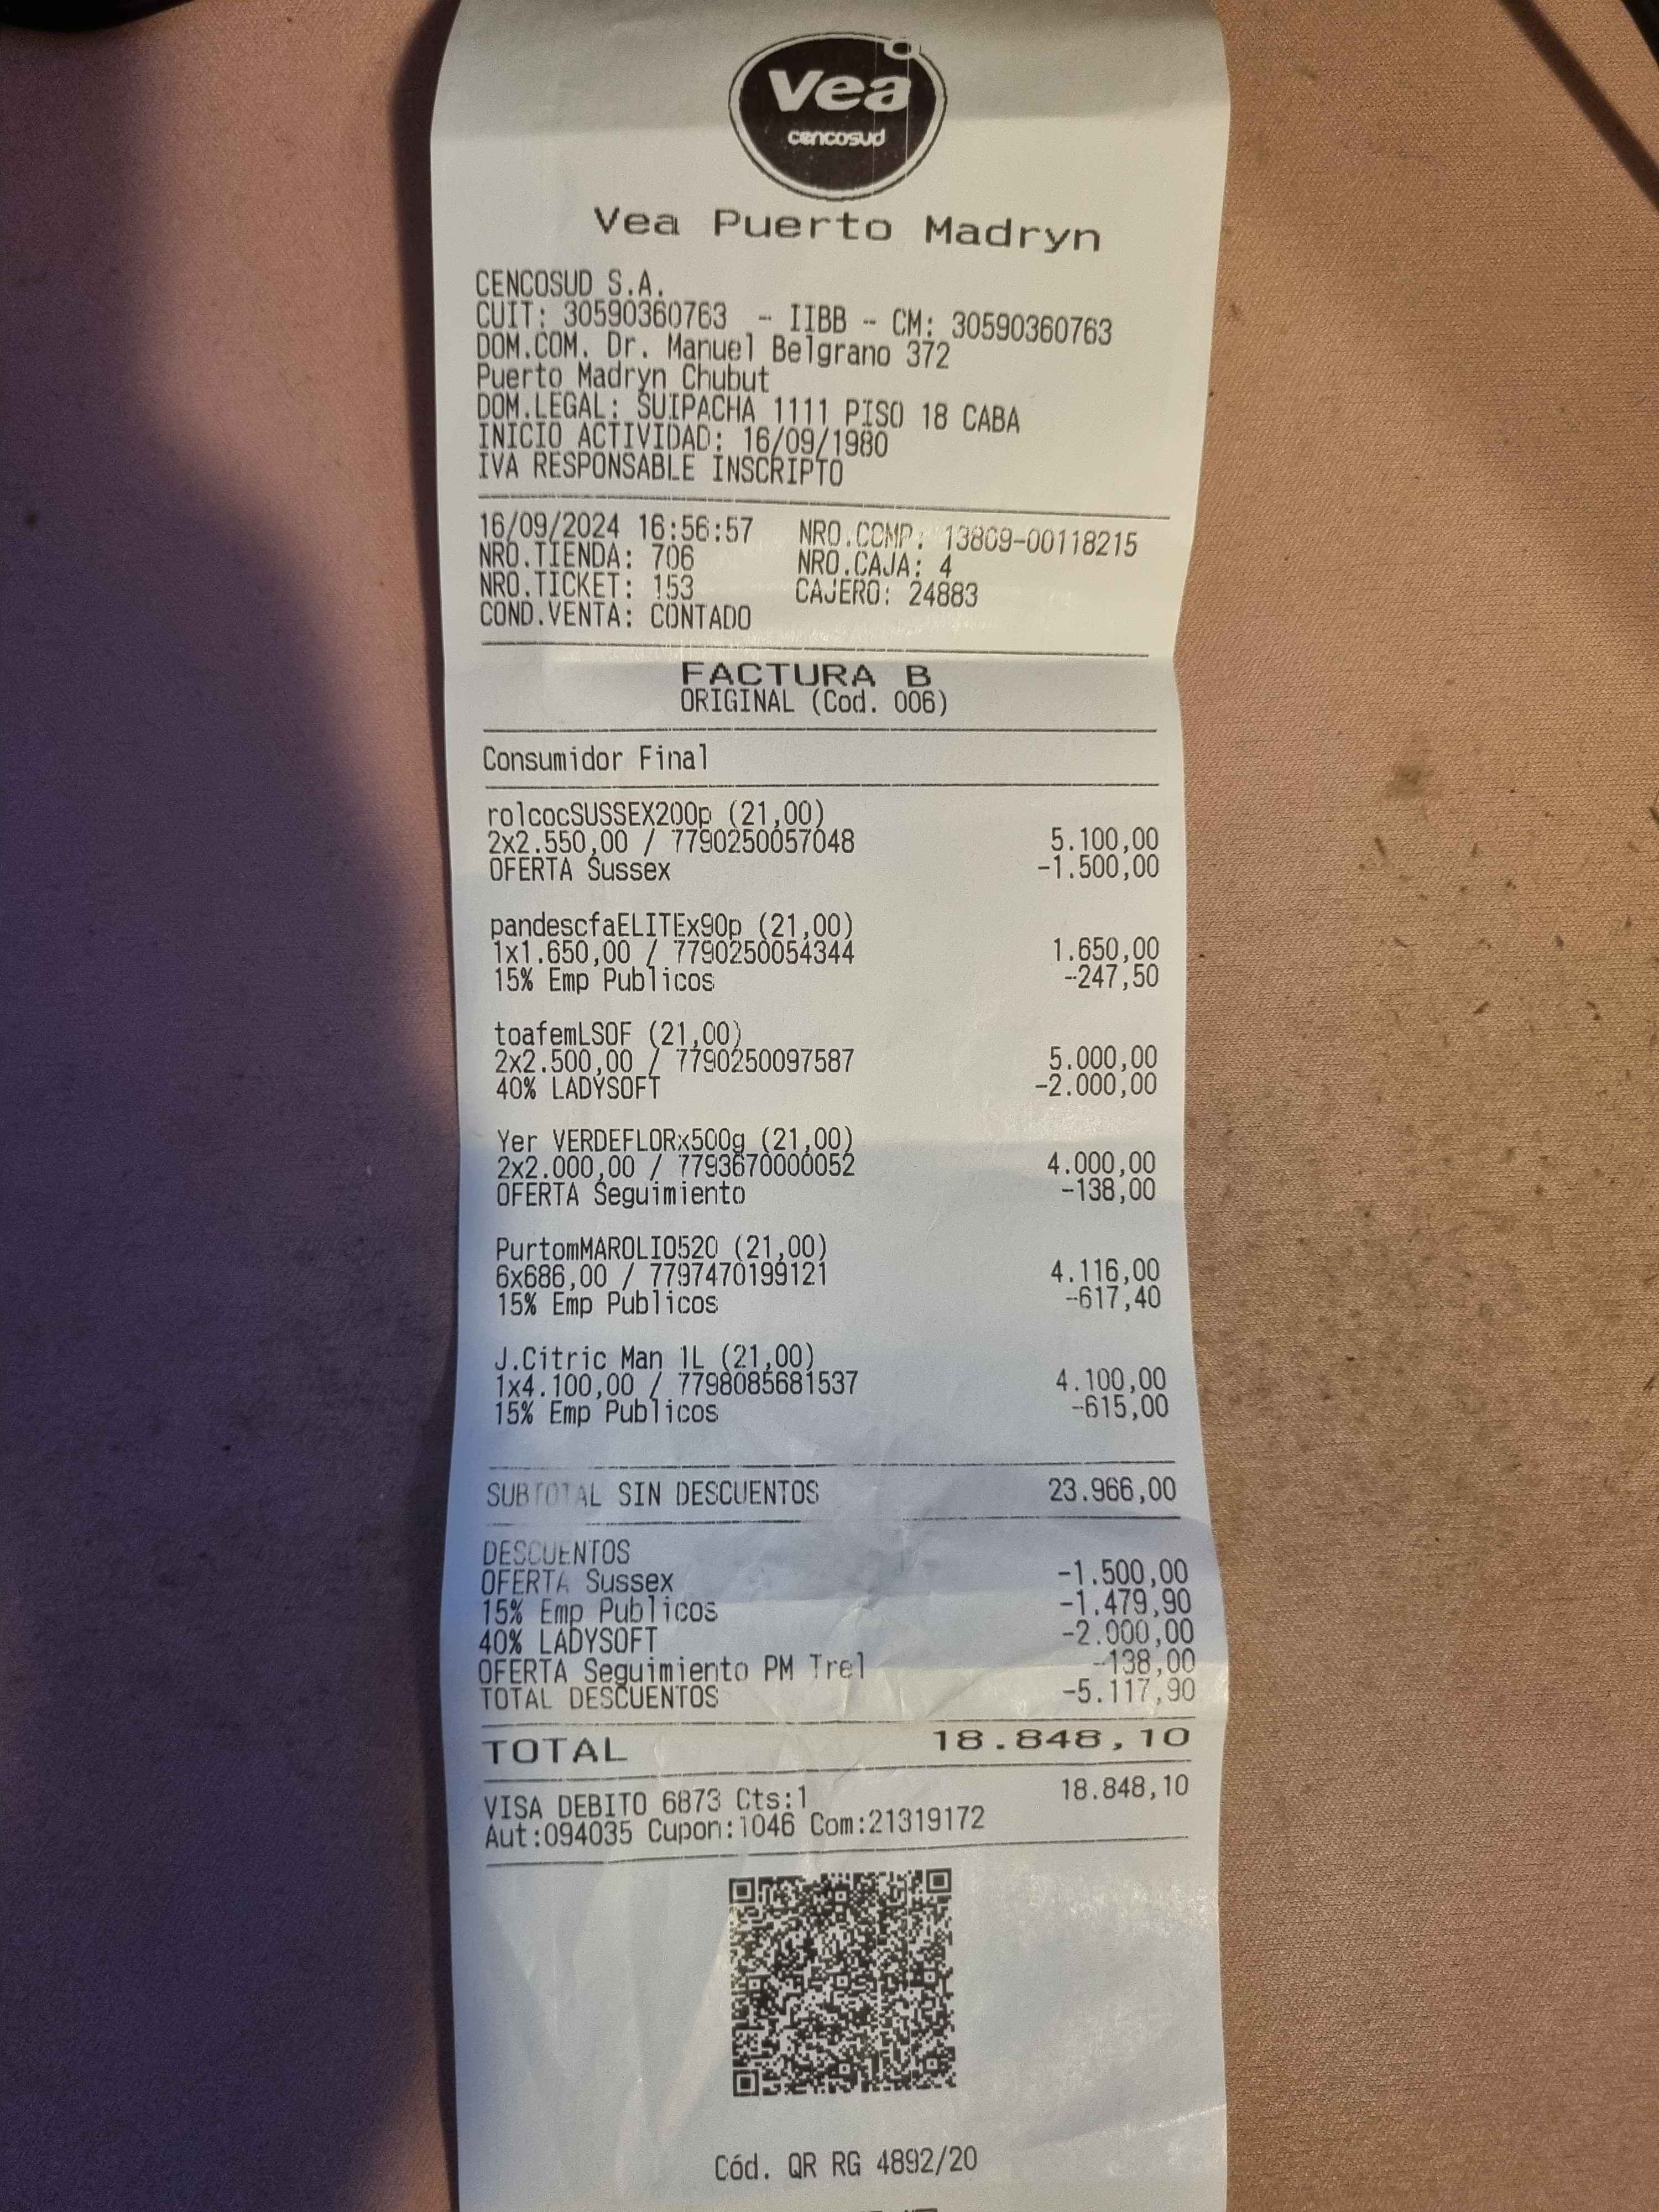 Vea
cencosud
Vea Puerto Madryn
CENCOSUD S.A.
CUIT: 30590360763 - IIBB - CM: 30590360763
DOM.COM. Dr. Manuel Belgrano 372
Puerto Madryn Chubut
DOM.LEGAL: SUIPACHA 1111 PISO 18 CABA
INICIO ACTIVIDAD: 16/09/1980
IVA RESPONSABLE INSCRIPTO
16/09/2024 16:56:57 NRO.COMP: 13809-00118215
NRO.TIENDA: 706 NRO.CAJA: 4
NRO.TICKET: 153 CAJERO: 24883
COND.VENTA: CONTADO
FACTURA B
ORIGINAL (Cod. 006)
Consumidor Final
rolcocSUSSEX200p (21,00)
2x2.550,00 / 7790250057048 5.100,00
OFERTA Sussex -1.500,00
pandescfaELITEx90p (21,00)
1x1.650,00 / 7790250054344 1.650,00
15% Emp Publicos -247,50
toafemLSOF (21,00)
2x2.500,00 / 7790250097587 5.000,00
40% LADYSOFT -2.000,00
Yer VERDEFLORx500g (21,00)
2x2.000,00 / 7793670000052 4.000,00
OFERTA Seguimiento -138,00
PurtomMAROLIO520 (21,00)
6x686,00 / 7797470199121 4.116,00
15% Emp Publicos -617,40
J.Citric Man 1L (21,00)
1x4.100,00 / 7798085681537 4.100,00
15% Emp Publicos -615,00
SUBTOTAL SIN DESCUENTOS 23.966,00
DESCUENTOS
OFERTA Sussex -1.500,00
15% Emp Publicos -1.479,90
40% LADYSOFT -2.000,00
OFERTA Seguimiento PM Trel -138,00
TOTAL DESCUENTOS -5.117,90
TOTAL 18.848,10
VISA DEBITO 6873 Cts:1 18.848,10
Aut:094035 Cupon:1046 Com:21319172
Cód. QR RG 4892/20